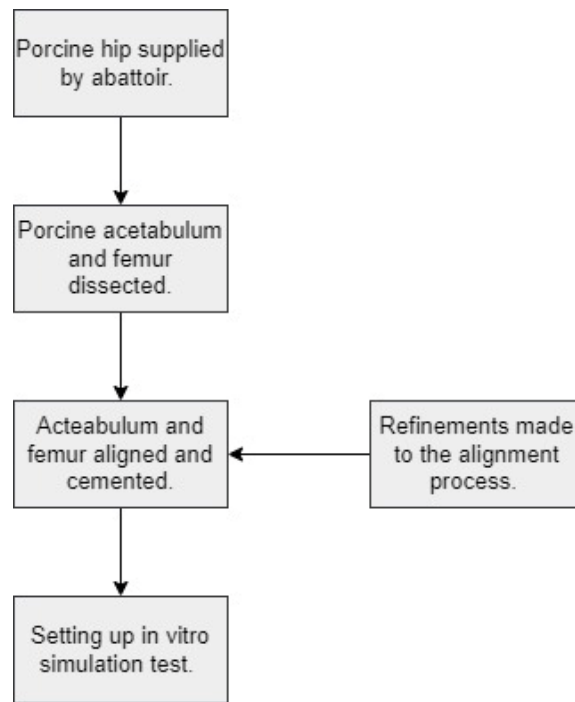 Porcine hip supplied
by abattoir.
Porcine acetabulum
and femur
dissected.
Acteabulum and
femur aligned and
cemented.
Refinements made
to the alignment
process.
Setting up in vitro
simulation test.